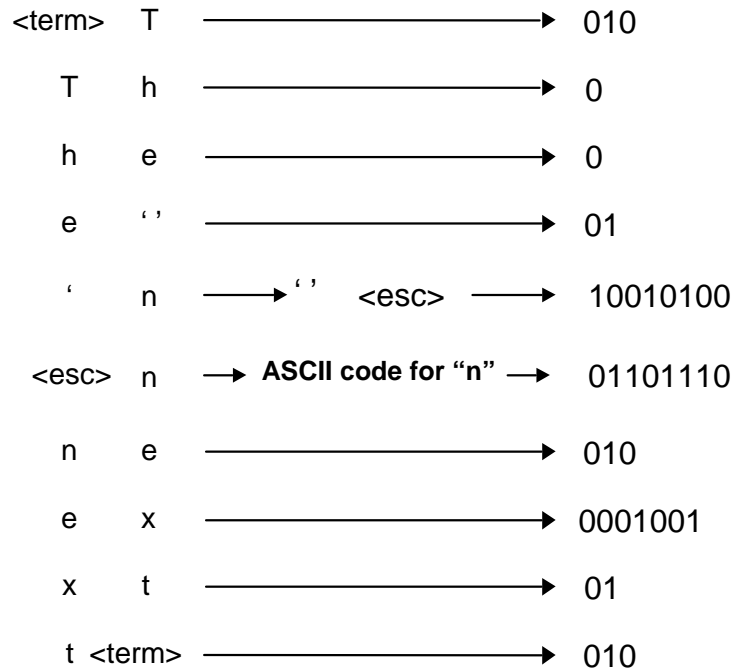 <term> T 010
T h 0
h e 0
e ‘ ’ 01
‘ n ‘ ’ <esc> 10010100
<esc> n ASCII code for “n” 01101110
n e 010
e x 0001001
x t 01
t <term> 010